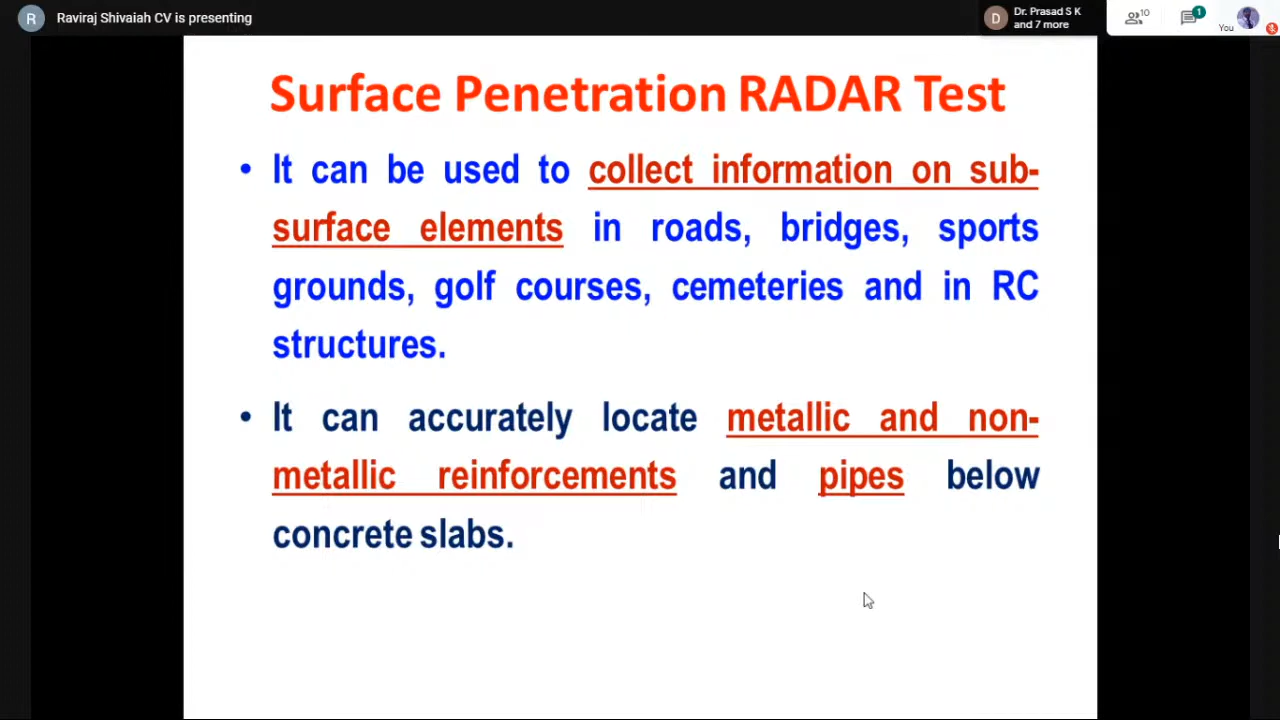 R
Raviraj Shivaiah CV is presenting
D
Dr. Prasad S K
and 7 more
10
1
You
Surface Penetration RADAR Test
• It can be used to collect information on sub-
surface elements in roads, bridges, sports
grounds, golf courses, cemeteries and in RC
structures.
• It can accurately locate metallic and non-
metallic reinforcements and pipes below
concrete slabs.